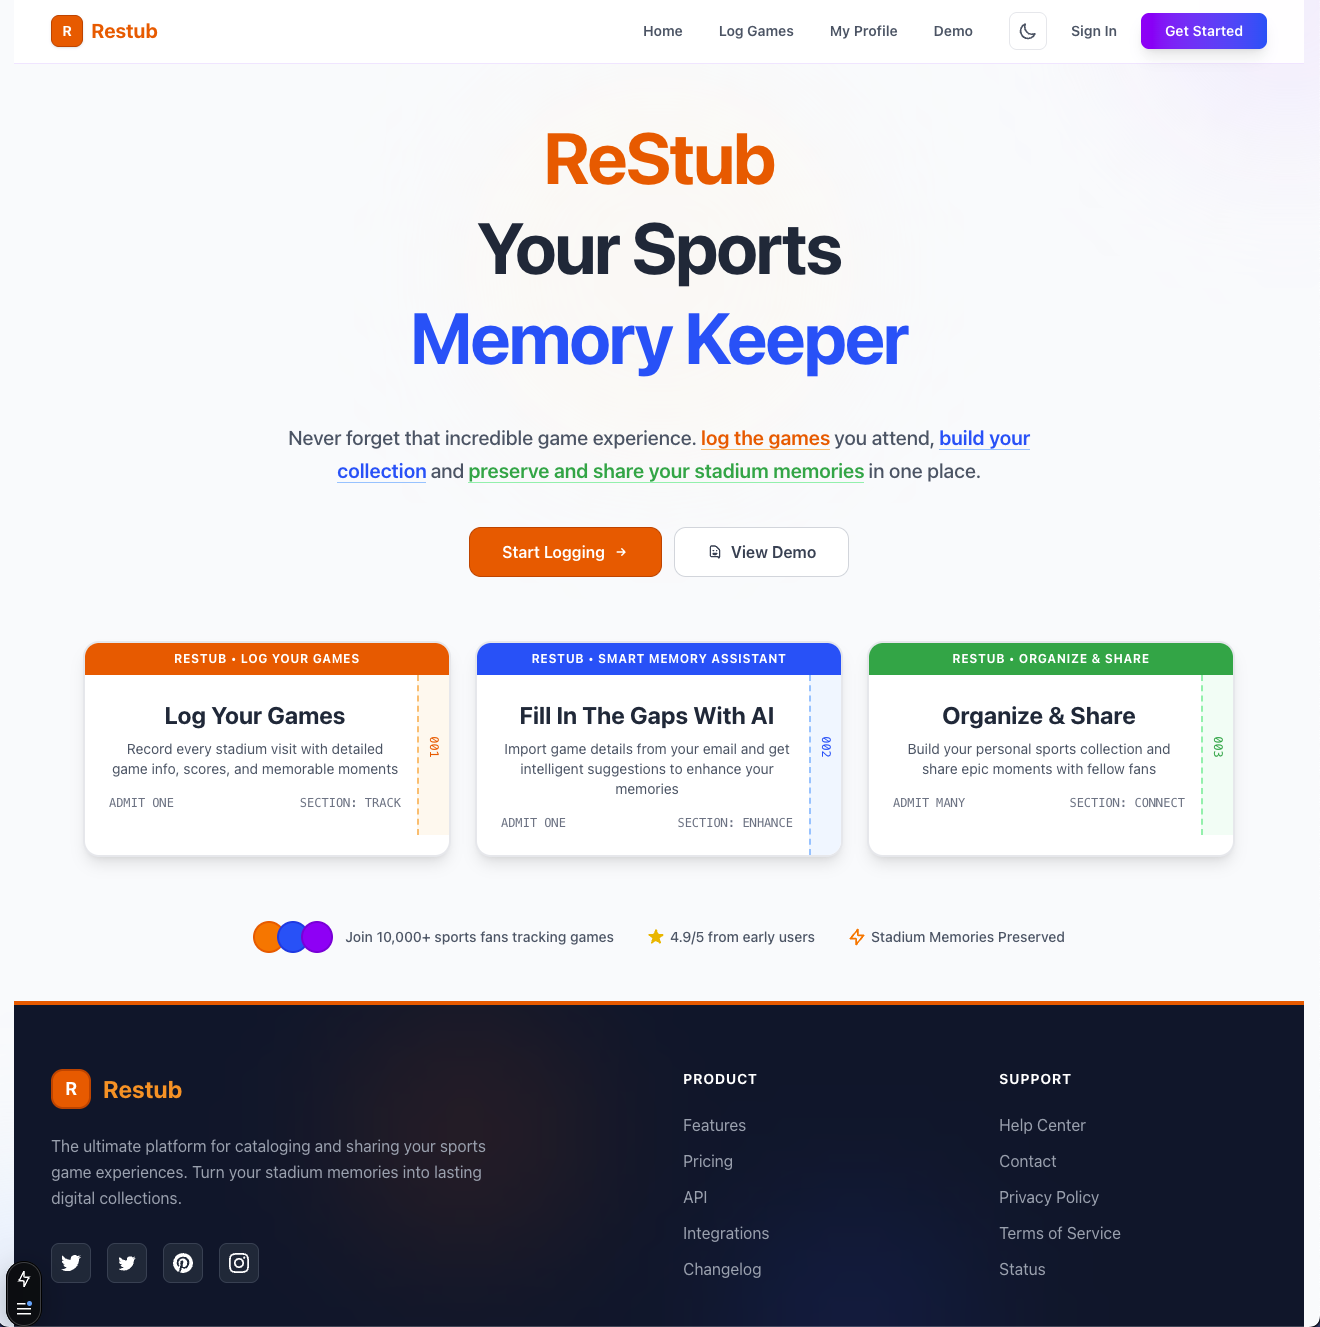 R Restub
Home Log Games My Profile Demo Sign In Get Started
ReStub
Your Sports
Memory Keeper
Never forget that incredible game experience. log the games you attend, build your
collection and preserve and share your stadium memories in one place.
Start Logging → View Demo
RESTUB • LOG YOUR GAMES
Log Your Games
Record every stadium visit with detailed
game info, scores, and memorable moments
ADMIT ONE SECTION: TRACK
001
RESTUB • SMART MEMORY ASSISTANT
Fill In The Gaps With AI
Import game details from your email and get
intelligent suggestions to enhance your
memories
ADMIT ONE SECTION: ENHANCE
002
RESTUB • ORGANIZE & SHARE
Organize & Share
Build your personal sports collection and
share epic moments with fellow fans
ADMIT MANY SECTION: CONNECT
003
Join 10,000+ sports fans tracking games
4.9/5 from early users
Stadium Memories Preserved
R Restub
The ultimate platform for cataloging and sharing your sports
game experiences. Turn your stadium memories into lasting
digital collections.
PRODUCT
Features
Pricing
API
Integrations
Changelog
SUPPORT
Help Center
Contact
Privacy Policy
Terms of Service
Status